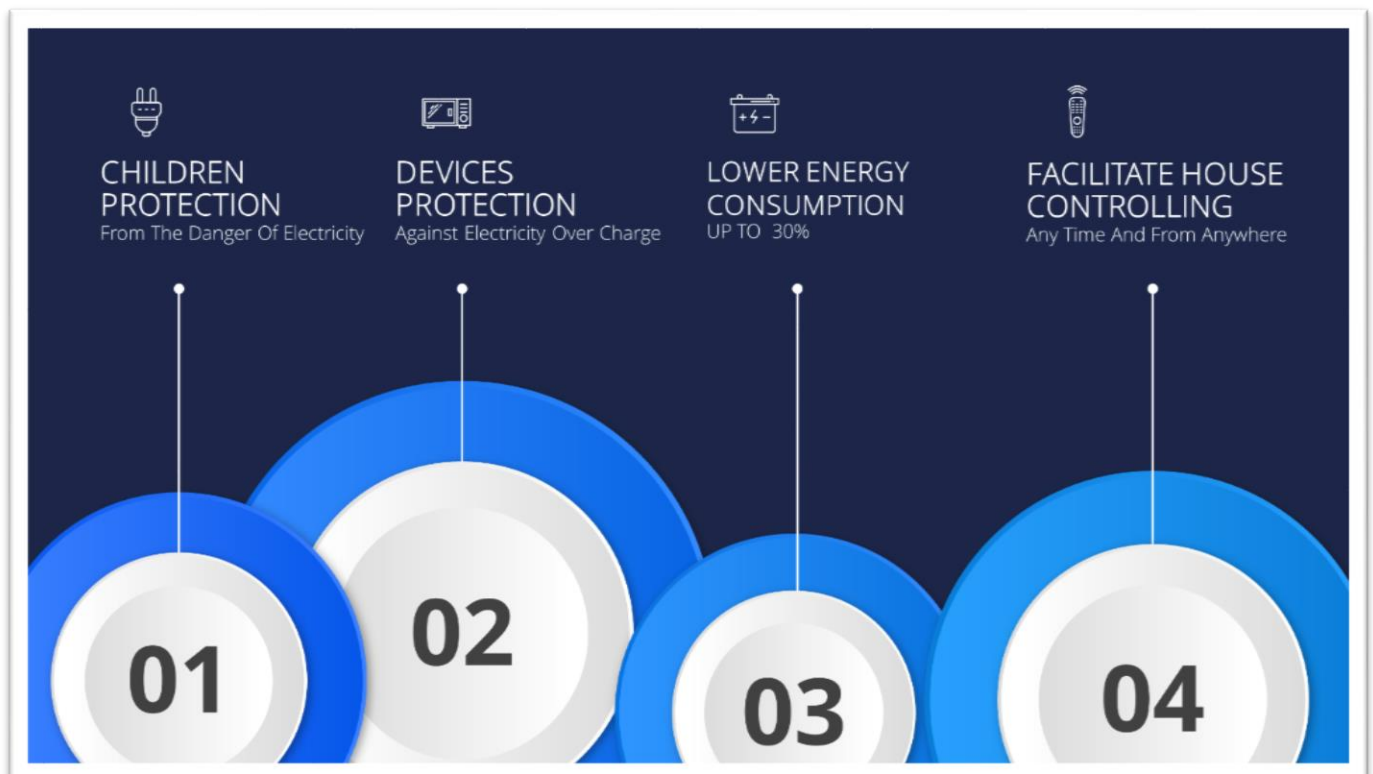 CHILDREN
PROTECTION
From The Danger Of Electricity
DEVICES
PROTECTION
Against Electricity Over Charge
LOWER ENERGY
CONSUMPTION
UP TO 30%
FACILITATE HOUSE
CONTROLLING
Any Time And From Anywhere
01
02
03
04